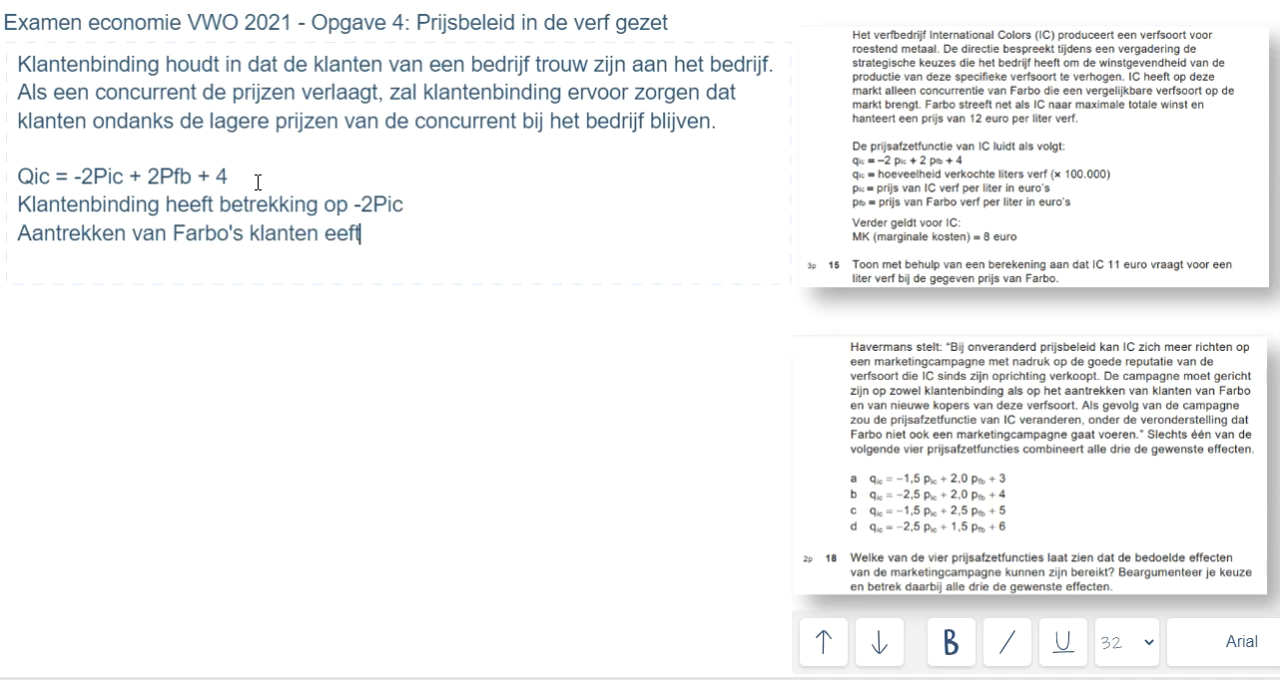 Examen economie VWO 2021 - Opgave 4: Prijsbeleid in de verf gezet
Klantenbinding houdt in dat de klanten van een bedrijf trouw zijn aan het bedrijf.
Als een concurrent de prijzen verlaagt, zal klantenbinding ervoor zorgen dat
klanten ondanks de lagere prijzen van de concurrent bij het bedrijf blijven.
Qic = -2Pic + 2Pfb + 4
Klantenbinding heeft betrekking op -2Pic
Aantrekken van Farbo's klanten eeft
Het verfbedrijf International Colors (IC) produceert een verfsoort voor
roestend metaal. De directie bespreekt tijdens een vergadering de
strategische keuzes die het bedrijf heeft om de winstgevendheid van de
productie van deze specifieke verfsoort te verhogen. IC heeft op deze
markt alleen concurrentie van Farbo die een vergelijkbare verfsoort op de
markt brengt. Farbo streeft net als IC naar maximale totale winst en
hanteert een prijs van 12 euro per liter verf.
De prijsafzetfunctie van IC luidt als volgt:
qic = −2 pic + 2 pfb + 4
qic = hoeveelheid verkochte liters verf (× 100.000)
pic = prijs van IC verf per liter in euro's
pfb = prijs van Farbo verf per liter in euro's
Verder geldt voor IC:
MK (marginale kosten) = 8 euro
3p 15 Toon met behulp van een berekening aan dat IC 11 euro vraagt voor een
liter verf bij de gegeven prijs van Farbo.
Havermans stelt: "Bij onveranderd prijsbeleid kan IC zich meer richten op
een marketingcampagne met nadruk op de goede reputatie van de
verfsoort die IC sinds zijn oprichting verkoopt. De campagne moet gericht
zijn op zowel klantenbinding als op het aantrekken van klanten van Farbo
en van nieuwe kopers van deze verfsoort. Als gevolg van de campagne
zou de prijsafzetfunctie van IC veranderen, onder de veronderstelling dat
Farbo niet ook een marketingcampagne gaat voeren." Slechts één van de
volgende vier prijsafzetfuncties combineert alle drie de gewenste effecten.
a qic = −1,5 pic + 2,0 pfb + 3
b qic = −2,5 pic + 2,0 pfb + 4
c qic = −1,5 pic + 2,5 pfb + 5
d qic = −2,5 pic + 1,5 pfb + 6
2p 18 Welke van de vier prijsafzetfuncties laat zien dat de bedoelde effecten
van de marketingcampagne kunnen zijn bereikt? Beargumenteer je keuze
en betrek daarbij alle drie de gewenste effecten.
B / U 32 Arial